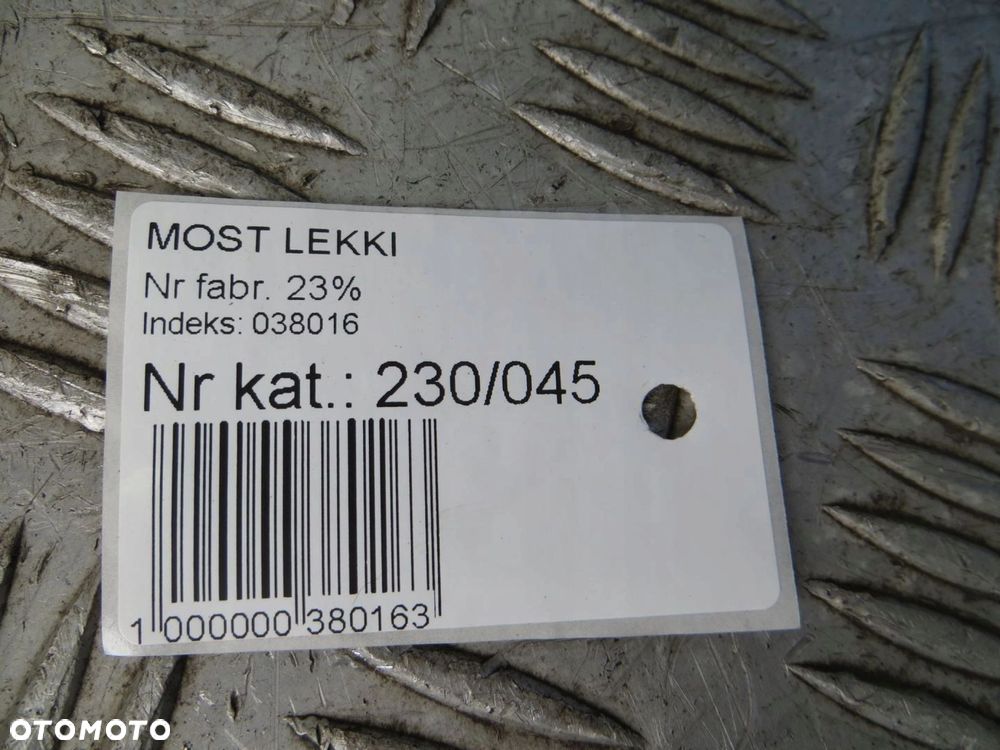 MOST LEKKI
Nr fabr. 23%
Indeks: 038016
Nr kat.: 230/045
1 000000 380163
OTOMOTO